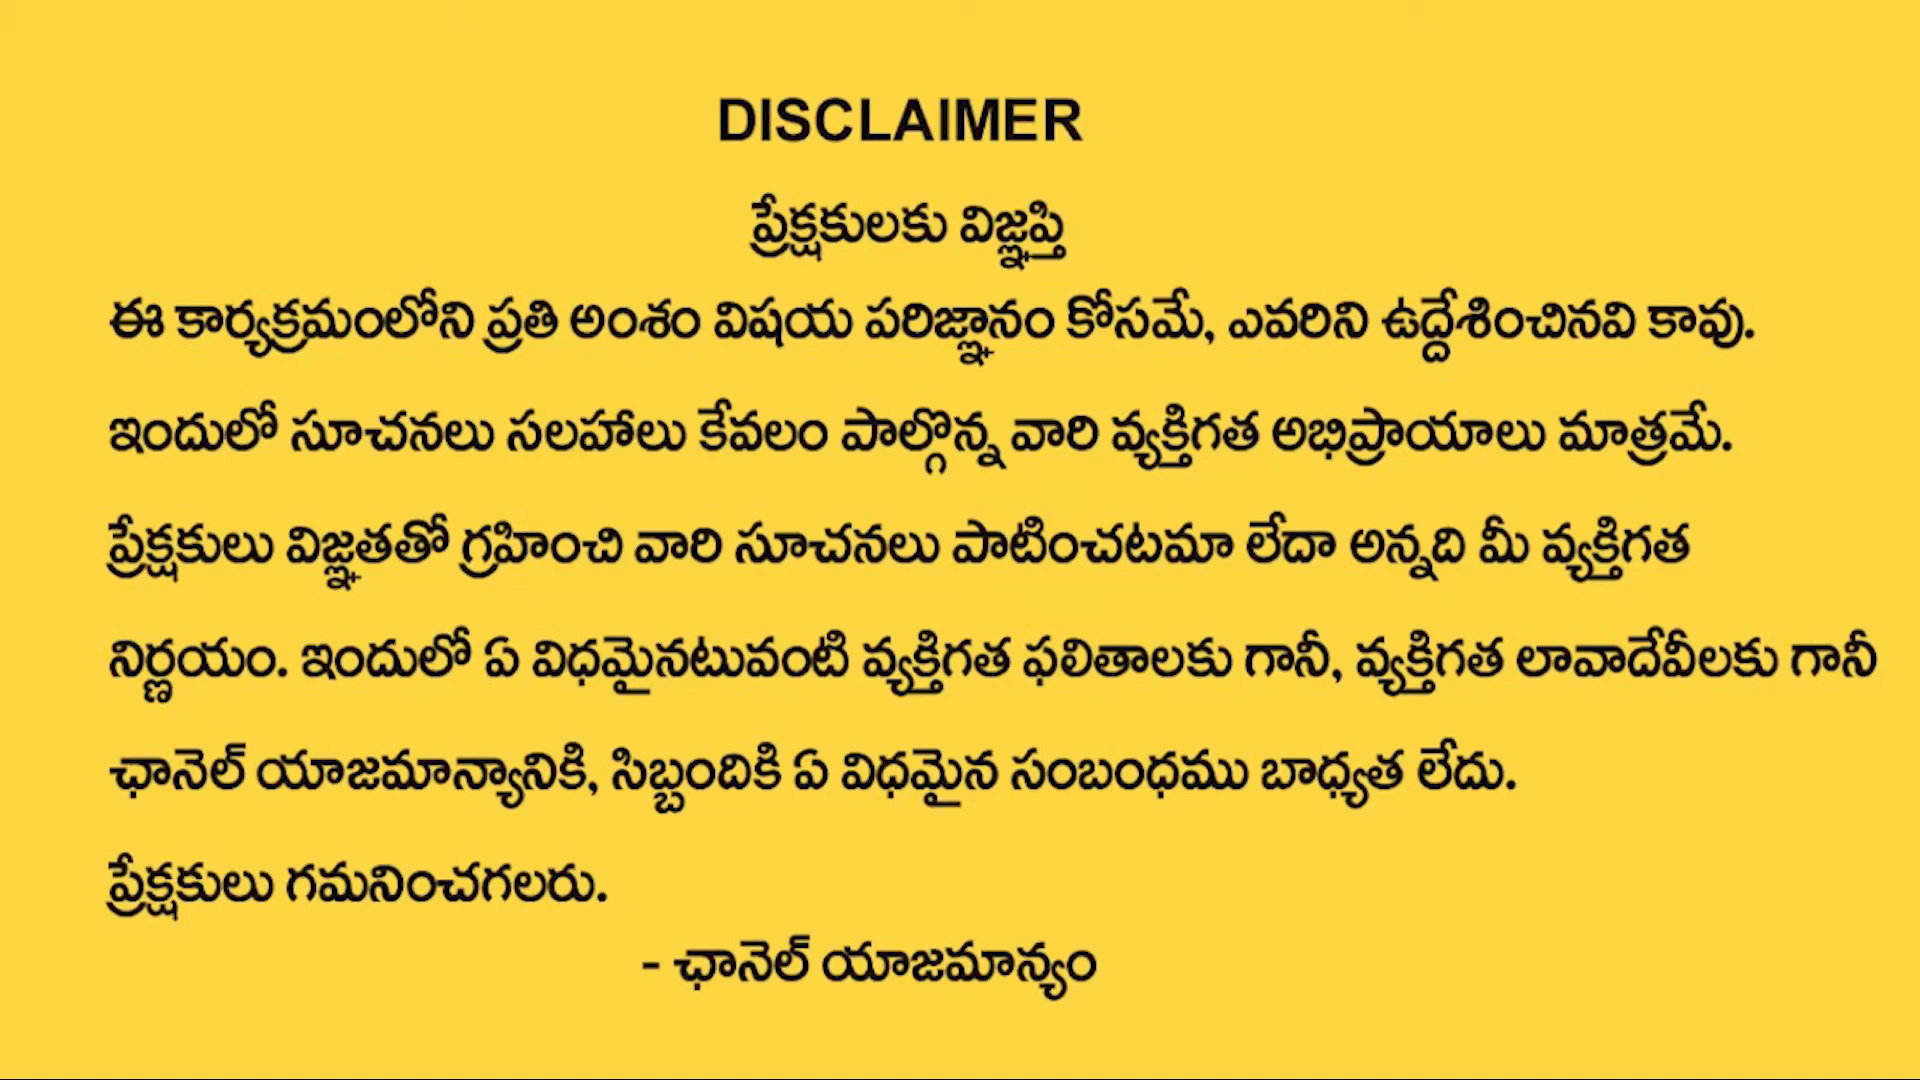 DISCLAIMER
ప్రేక్షకులకు విజ్ఞప్తి
ఈ కార్యక్రమంలోని ప్రతి అంశం విషయ పరిజ్ఞానం కోసమే, ఎవరిని ఉద్దేశించినవి కావు.
ఇందులో సూచనలు సలహాలు కేవలం పాల్గొన్న వారి వ్యక్తిగత అభిప్రాయాలు మాత్రమే.
ప్రేక్షకులు విజ్ఞతతో గ్రహించి వారి సూచనలు పాటించటమా లేదా అన్నది మీ వ్యక్తిగత
నిర్ణయం. ఇందులో ఏ విధమైనటువంటి వ్యక్తిగత ఫలితాలకు గానీ, వ్యక్తిగత లావాదేవీలకు గానీ
ఛానెల్ యాజమాన్యానికి, సిబ్బందికి ఏ విధమైన సంబంధము బాధ్యత లేదు.
ప్రేక్షకులు గమనించగలరు.
- ఛానెల్ యాజమాన్యం